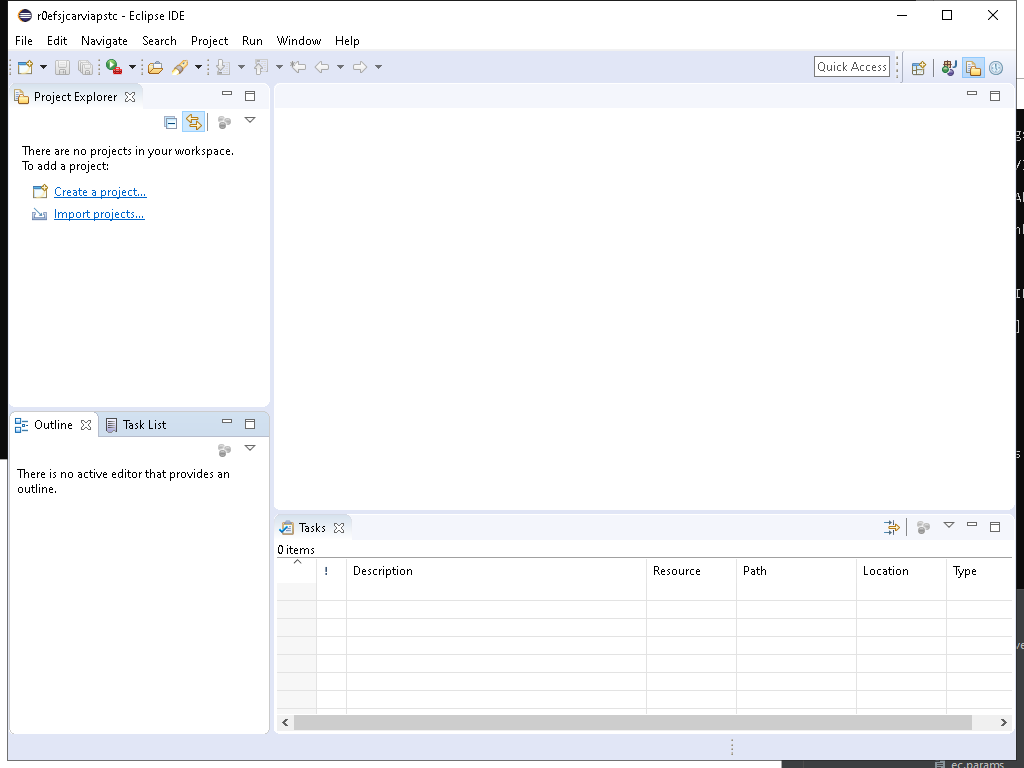 r0efsjcarviapstc - Eclipse IDE
File Edit Navigate Search Project Run Window Help
Quick Access
Project Explorer
There are no projects in your workspace.
To add a project:
Create a project...
Import projects...
Outline Task List
There is no active editor that provides an
outline.
Tasks
0 items
! Description Resource Path Location Type
ec.params